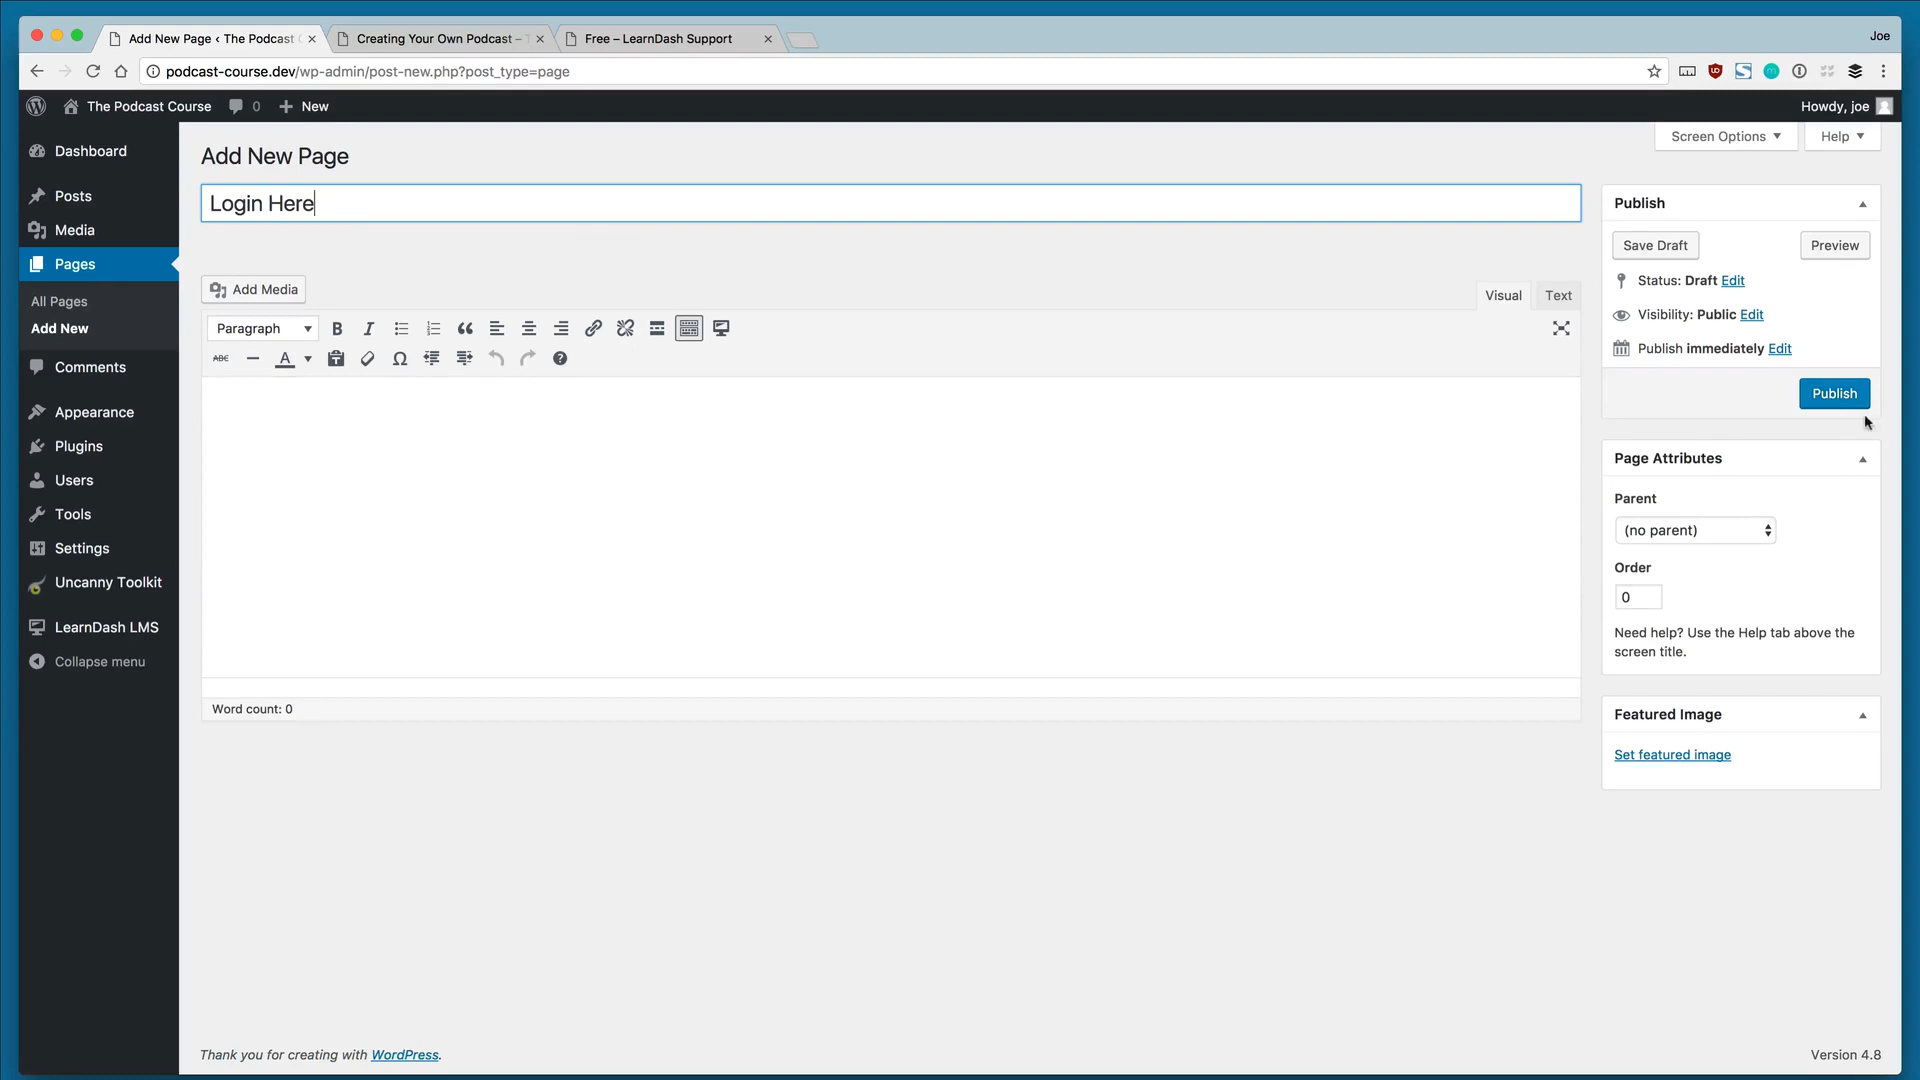 Add New Page ‹ The Podcast C
Creating Your Own Podcast – T
Free – LearnDash Support
Joe
podcast-course.dev/wp-admin/post-new.php?post_type=page
The Podcast Course
0
New
Howdy, joe
Screen Options
Help
Dashboard
Posts
Media
Pages
All Pages
Add New
Comments
Appearance
Plugins
Users
Tools
Settings
Uncanny Toolkit
LearnDash LMS
Collapse menu
Add New Page
Login Here
Add Media
Visual
Text
Paragraph
B I
ABC A Ω
Word count: 0
Publish
Save Draft
Preview
Status: Draft Edit
Visibility: Public Edit
Publish immediately Edit
Publish
Page Attributes
Parent
(no parent)
Order
0
Need help? Use the Help tab above the
screen title.
Featured Image
Set featured image
Thank you for creating with WordPress.
Version 4.8